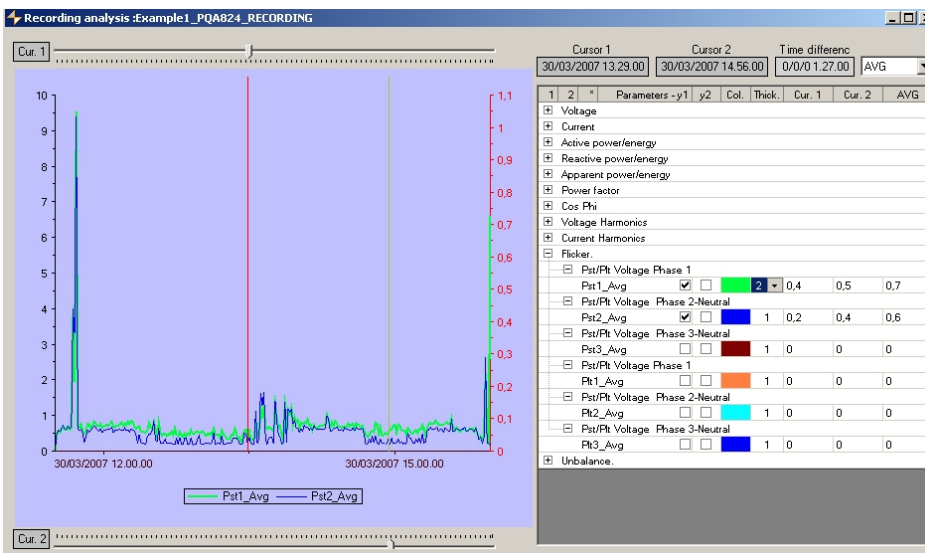 Recording analysis :Example1_PQA824_RECORDING
Cur. 1
Cursor 1 Cursor 2 Time differenc
30/03/2007 13.29.00 30/03/2007 14.56.00 0/0/0 1.27.00 AVG
1 2 * Parameters - y1 y2 Col. Thick. Cur. 1 Cur. 2 AVG
Voltage
Current
Active power/energy
Reactive power/energy
Apparent power/energy
Power factor
Cos Phi
Voltage Harmonics
Current Harmonics
Flicker.
Pst/Plt Voltage Phase 1
Pst1_Avg 2 0,4 0,5 0,7
Pst/Plt Voltage Phase 2-Neutral
Pst2_Avg 1 0,2 0,4 0,6
Pst/Plt Voltage Phase 3-Neutral
Pst3_Avg 1 0 0 0
Pst/Plt Voltage Phase 1
Plt1_Avg 1 0 0 0
Pst/Plt Voltage Phase 2-Neutral
Plt2_Avg 1 0 0 0
Pst/Plt Voltage Phase 3-Neutral
Plt3_Avg 1 0 0 0
Unbalance.
10
9
8
7
6
5
4
3
2
1
0
1,1
1
0,9
0,8
0,7
0,6
0,5
0,4
0,3
0,2
0,1
0
30/03/2007 12.00.00 30/03/2007 15.00.00
Pst1_Avg Pst2_Avg
Cur. 2